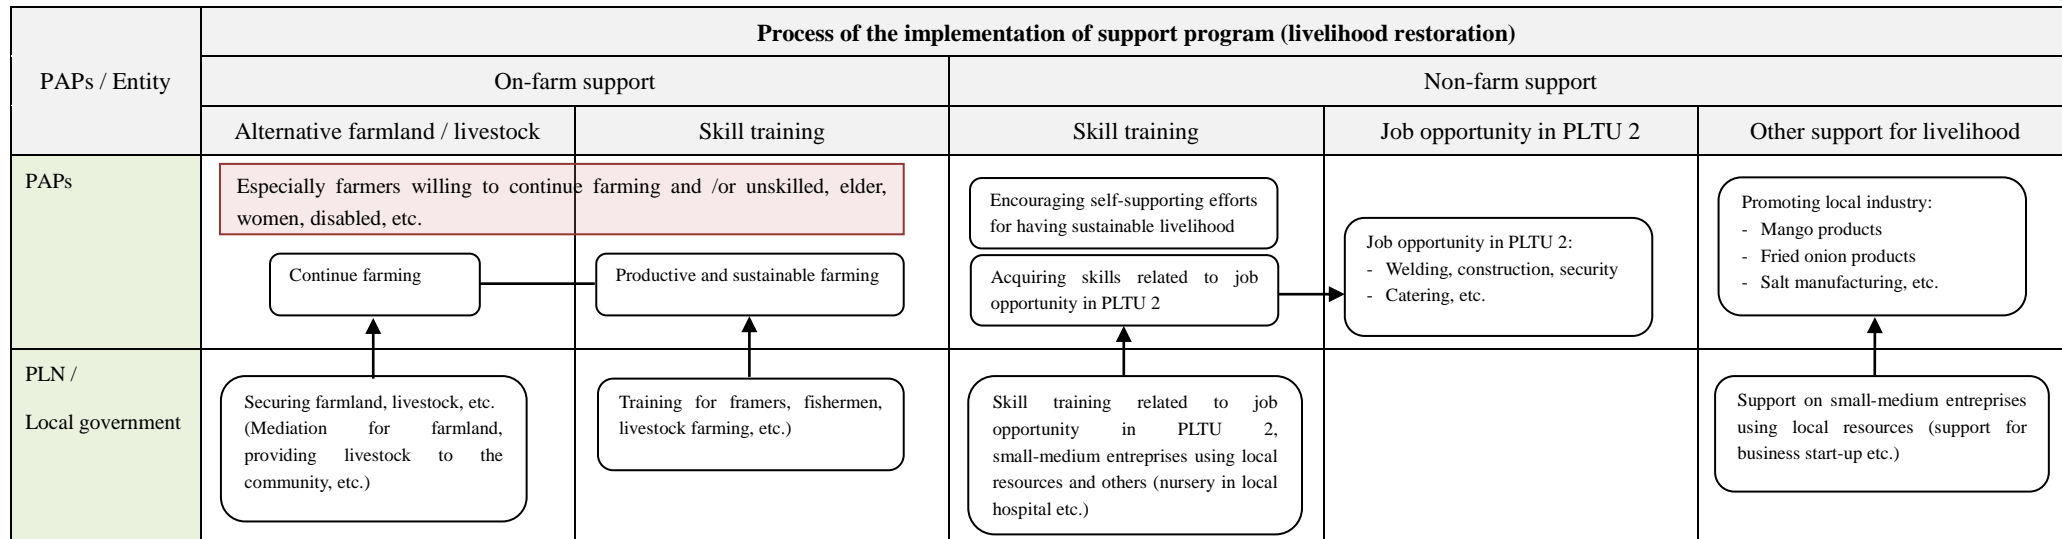 Process of the implementation of support program (livelihood restoration)
PAPs / Entity
On-farm support
Non-farm support
Alternative farmland / livestock
Skill training
Skill training
Job opportunity in PLTU 2
Other support for livelihood
PAPs
Especially farmers willing to continue farming and /or unskilled, elder,
women, disabled, etc.
Continue farming
Productive and sustainable farming
Encouraging self-supporting efforts
for having sustainable livelihood
Acquiring skills related to job
opportunity in PLTU 2
Job opportunity in PLTU 2:
- Welding, construction, security
- Catering, etc.
Promoting local industry:
- Mango products
- Fried onion products
- Salt manufacturing, etc.
PLN /
Local government
Securing farmland, livestock, etc.
(Mediation for farmland,
providing livestock to the
community, etc.)
Training for framers, fishermen,
livestock farming, etc.)
Skill training related to job
opportunity in PLTU 2,
small-medium entreprises using local
resources and others (nursery in local
hospital etc.)
Support on small-medium entreprises
using local resources (support for
business start-up etc.)